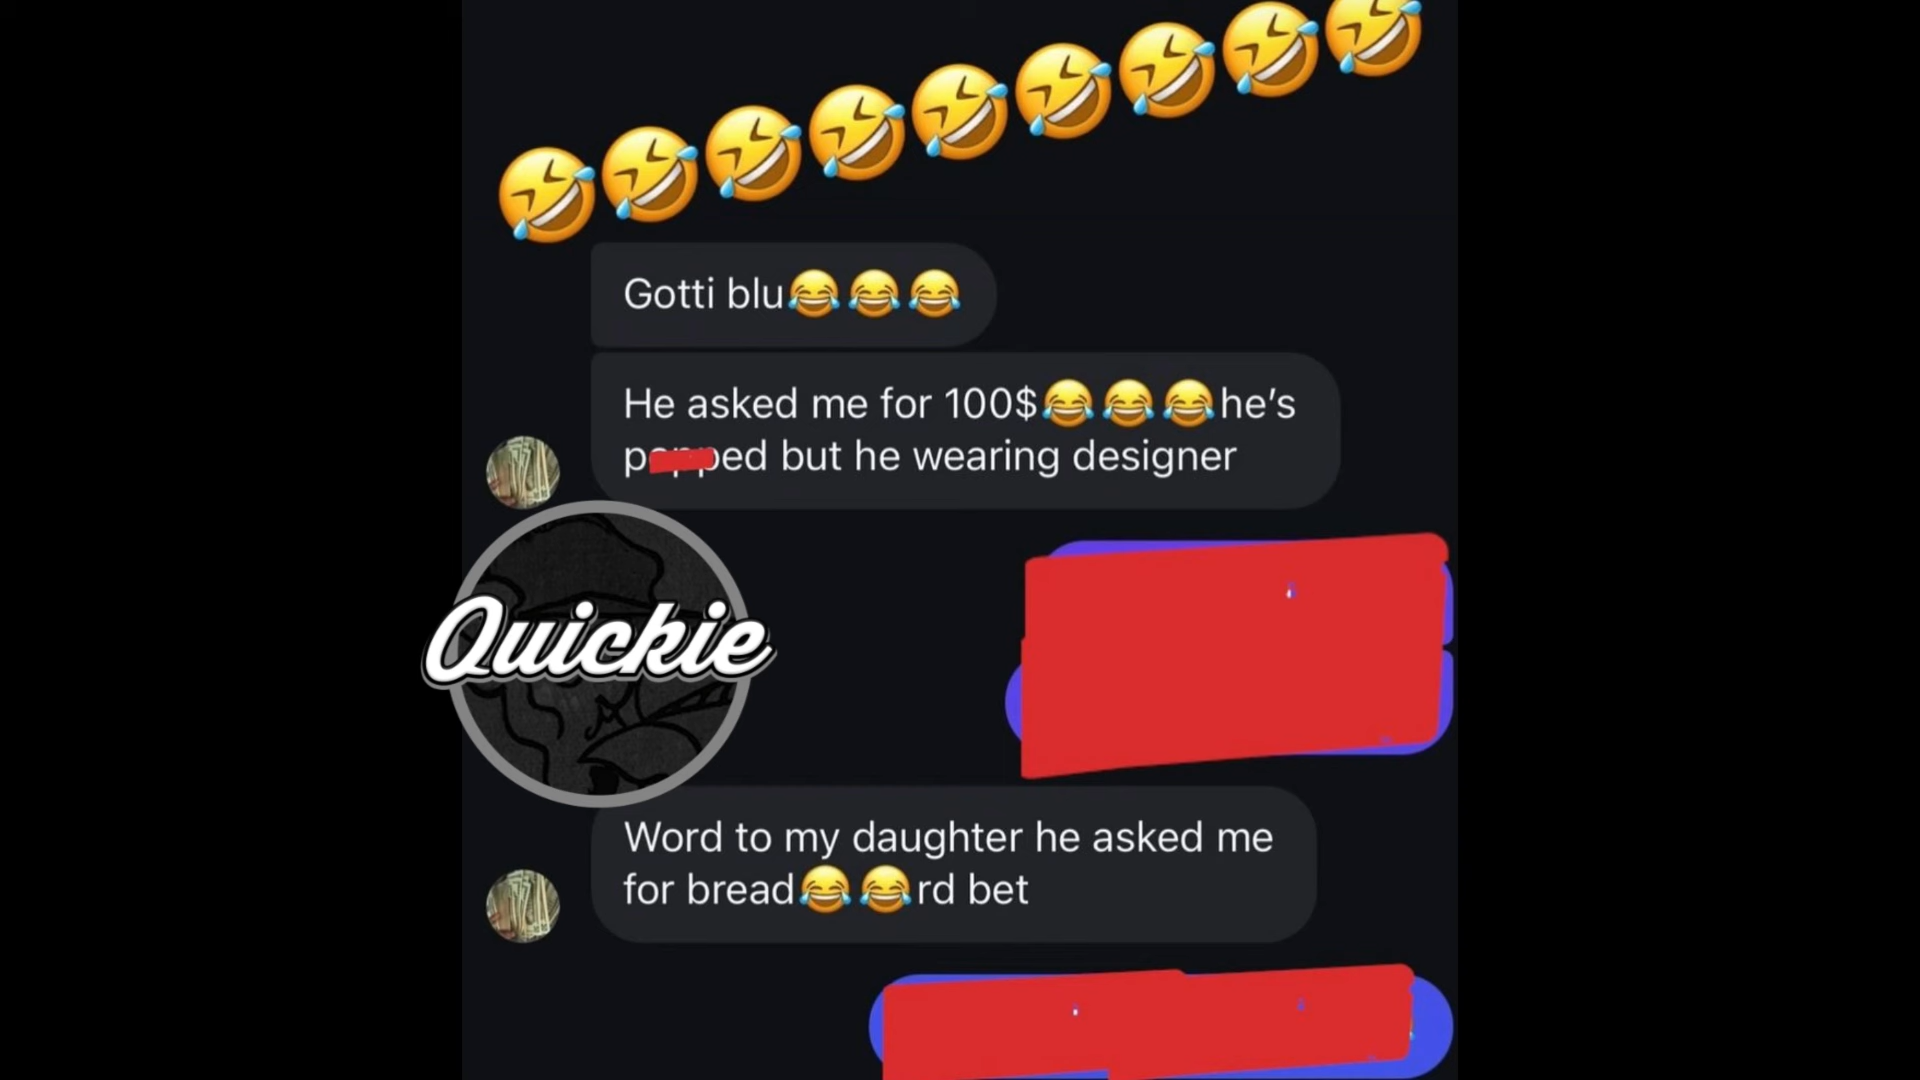 🤣🤣🤣🤣🤣🤣🤣🤣🤣
Gotti blu😂😂😂
He asked me for 100$😂😂😂he's
but he wearing designer
Quickie
Word to my daughter he asked me
for bread😂😂rd bet